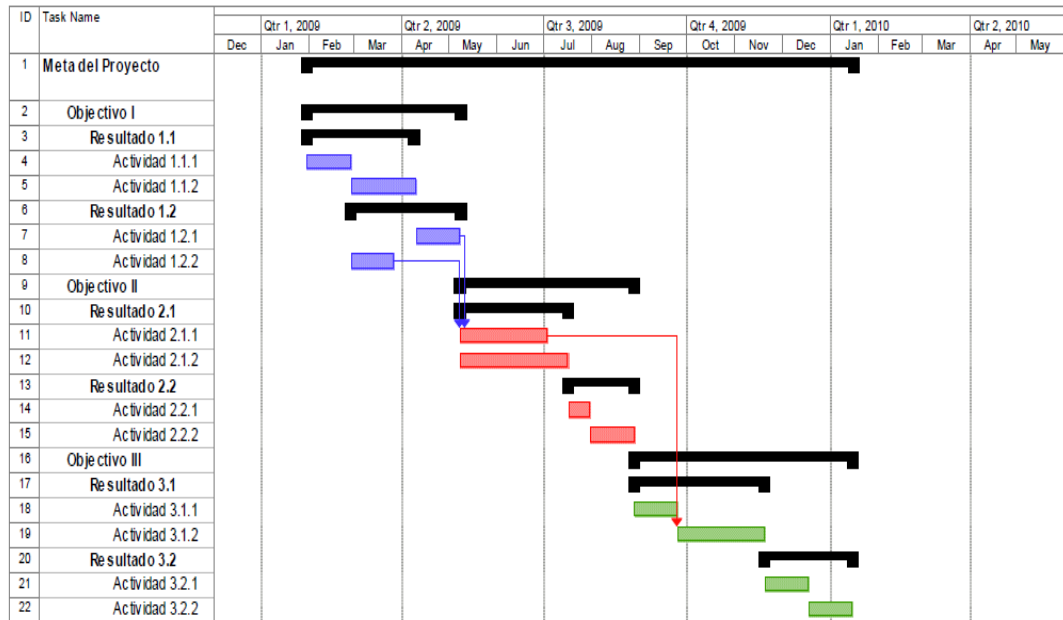 ID Task Name
Qtr 1, 2009 Qtr 2, 2009 Qtr 3, 2009 Qtr 4, 2009 Qtr 1, 2010 Qtr 2, 2010
Dec Jan Feb Mar Apr May Jun Jul Aug Sep Oct Nov Dec Jan Feb Mar Apr May
1 Meta del Proyecto
2 Objectivo I
3 Resultado 1.1
4 Actividad 1.1.1
5 Actividad 1.1.2
6 Resultado 1.2
7 Actividad 1.2.1
8 Actividad 1.2.2
9 Objectivo II
10 Resultado 2.1
11 Actividad 2.1.1
12 Actividad 2.1.2
13 Resultado 2.2
14 Actividad 2.2.1
15 Actividad 2.2.2
16 Objectivo III
17 Resultado 3.1
18 Actividad 3.1.1
19 Actividad 3.1.2
20 Resultado 3.2
21 Actividad 3.2.1
22 Actividad 3.2.2